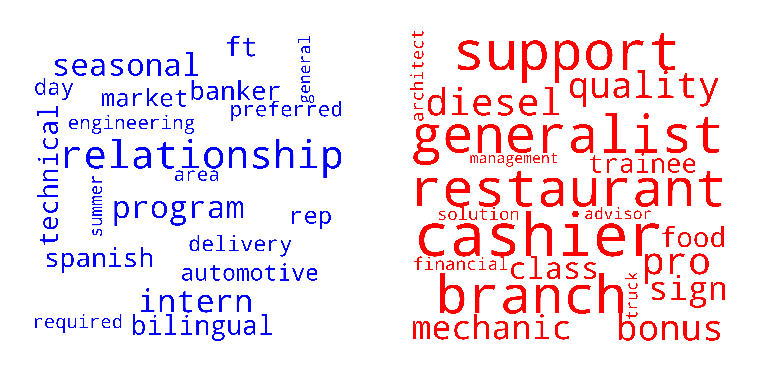 ft
general
seasonal
day
market
banker
preferred
engineering
technical
relationship
area
summer
program
rep
delivery
spanish
automotive
intern
required
bilingual
architect
support
quality
diesel
generalist
management
trainee
restaurant
solution
advisor
cashier
food
financial
class
pro
truck
sign
branch
mechanic
bonus